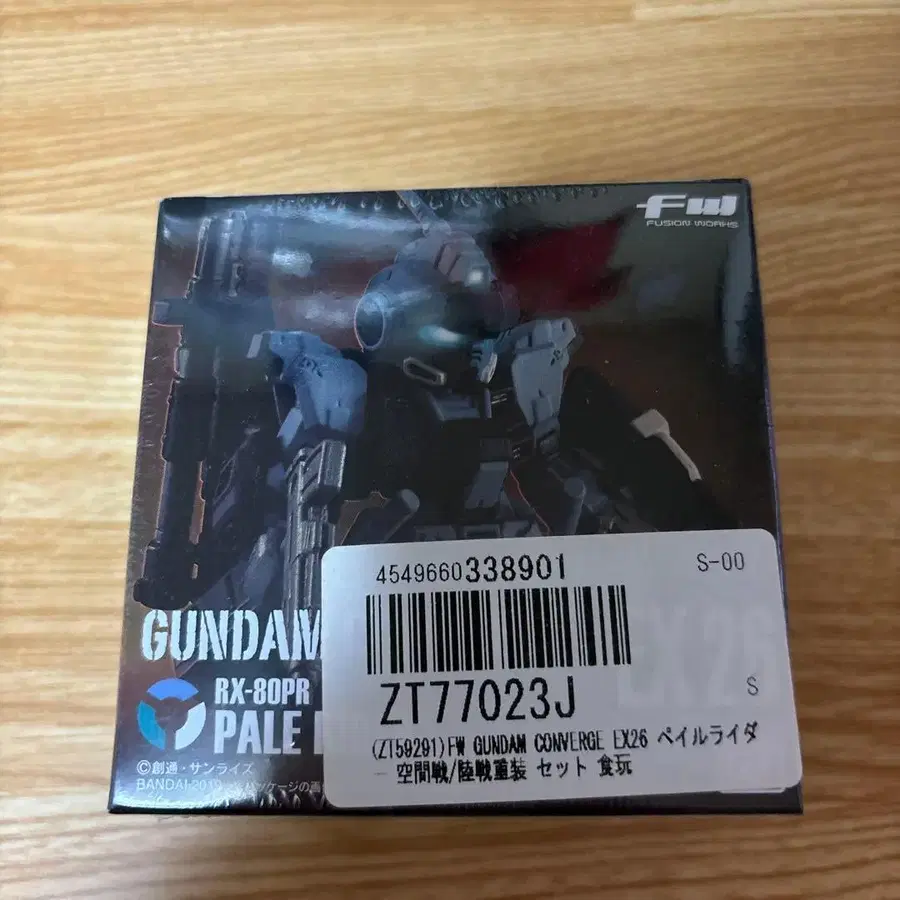 FW
FUSION WORKS
4549660338901
S-00
GUNDAM
EX26
RX-80PR
ZT77023J
S
PALE
(ZT59291)FW GUNDAM CONVERGE EX26 ペイルライダ
ー 空間戦/陸戦重装 セット 食玩
©創通・サンライズ
BANDAI 2019